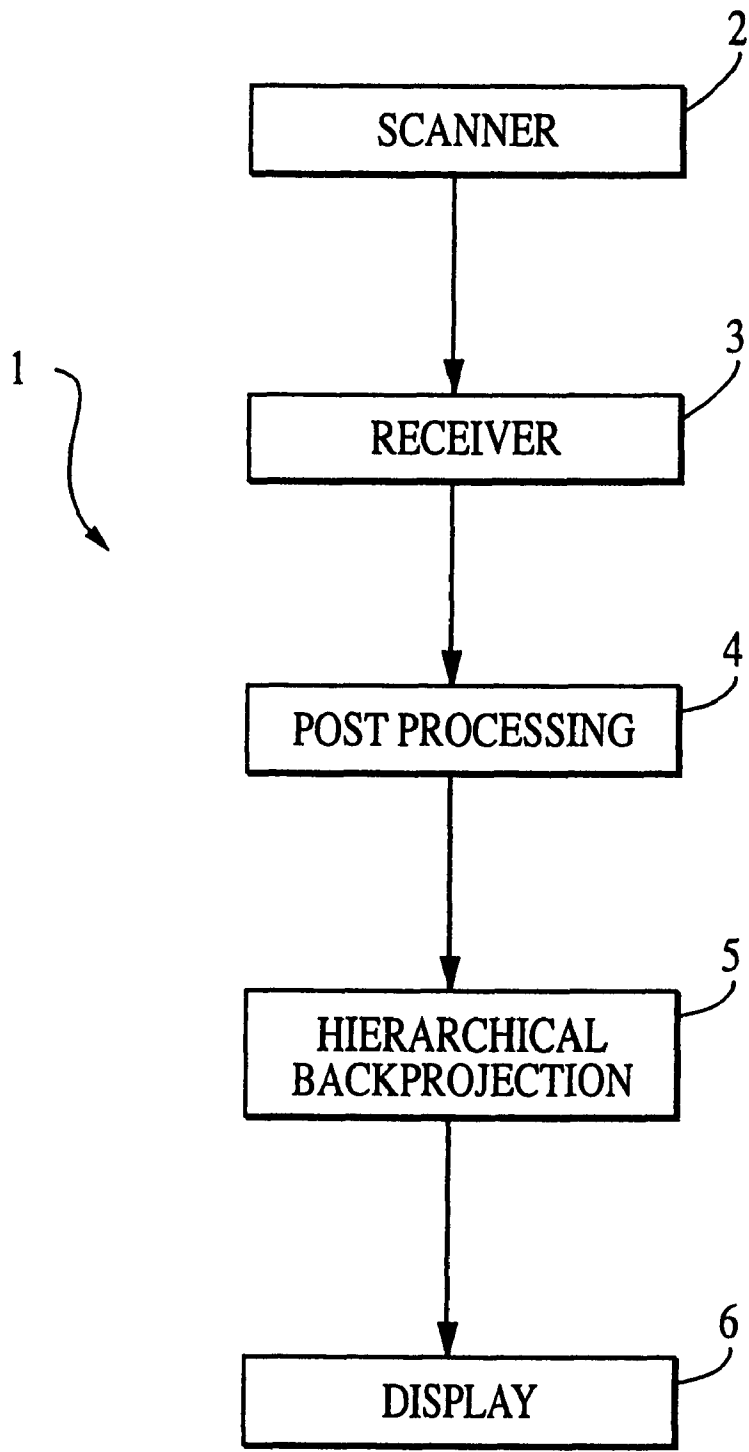 2
SCANNER
3
1
RECEIVER
4
POST PROCESSING
5
HIERARCHICAL
BACKPROJECTION
6
DISPLAY